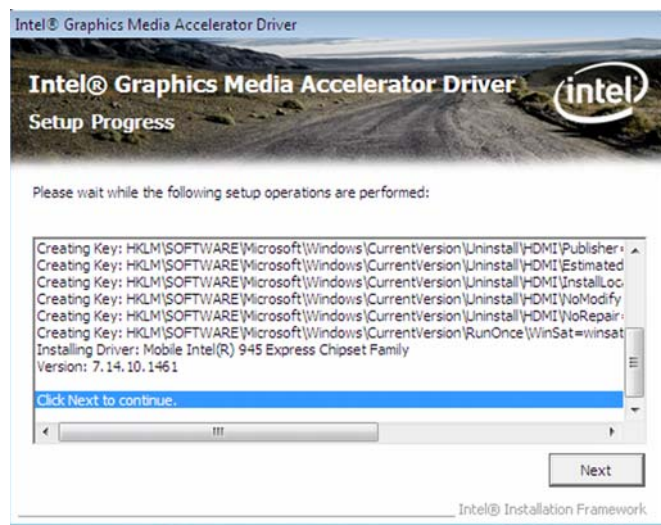 Intel® Graphics Media Accelerator Driver
Intel® Graphics Media Accelerator Driver
Setup Progress
intel
Please wait while the following setup operations are performed:
Creating Key: HKLM\SOFTWARE\Microsoft\Windows\CurrentVersion\Uninstall\HDMI\Publisher=
Creating Key: HKLM\SOFTWARE\Microsoft\Windows\CurrentVersion\Uninstall\HDMI\Estimated
Creating Key: HKLM\SOFTWARE\Microsoft\Windows\CurrentVersion\Uninstall\HDMI\InstallLoc
Creating Key: HKLM\SOFTWARE\Microsoft\Windows\CurrentVersion\Uninstall\HDMI\NoModify
Creating Key: HKLM\SOFTWARE\Microsoft\Windows\CurrentVersion\Uninstall\HDMI\NoRepair=
Creating Key: HKLM\SOFTWARE\Microsoft\Windows\CurrentVersion\RunOnce\WinSat=winsat
Installing Driver: Mobile Intel(R) 945 Express Chipset Family
Version: 7.14.10.1461
Click Next to continue.
Next
Intel® Installation Framework